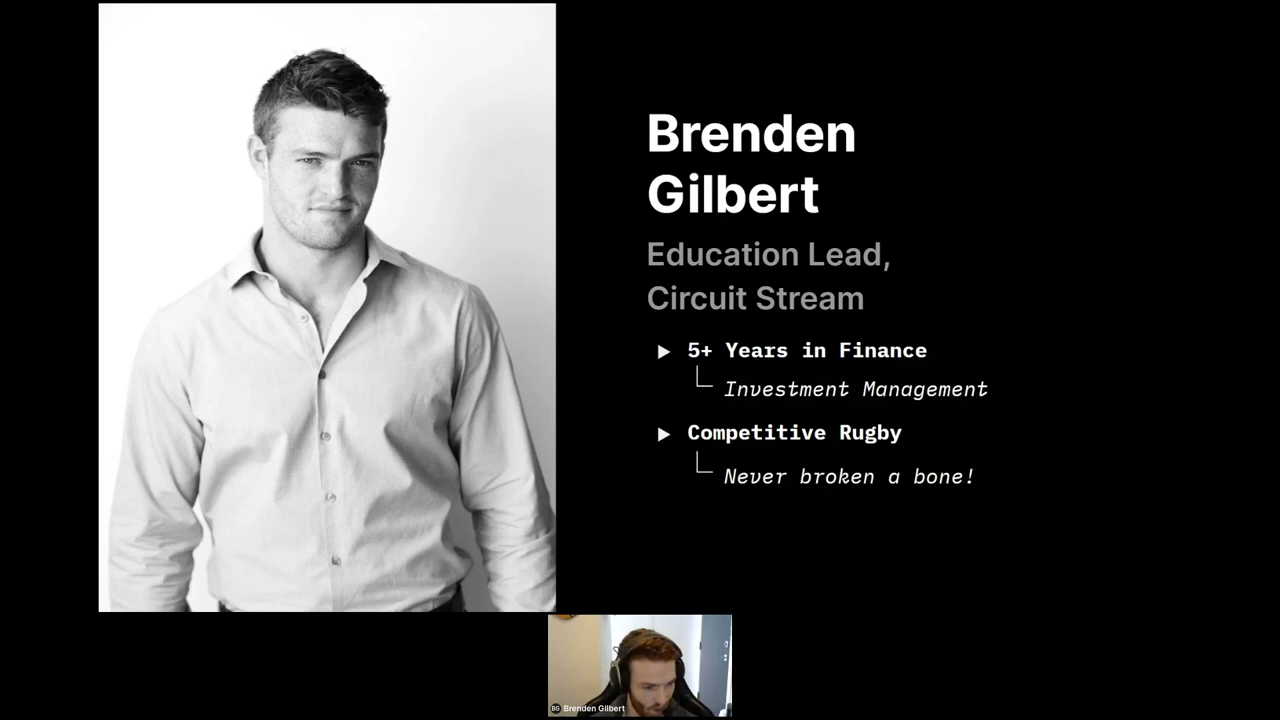 Brenden
Gilbert
Education Lead,
Circuit Stream
5+ Years in Finance
Investment Management
Competitive Rugby
Never broken a bone!
BG Brenden Gilbert